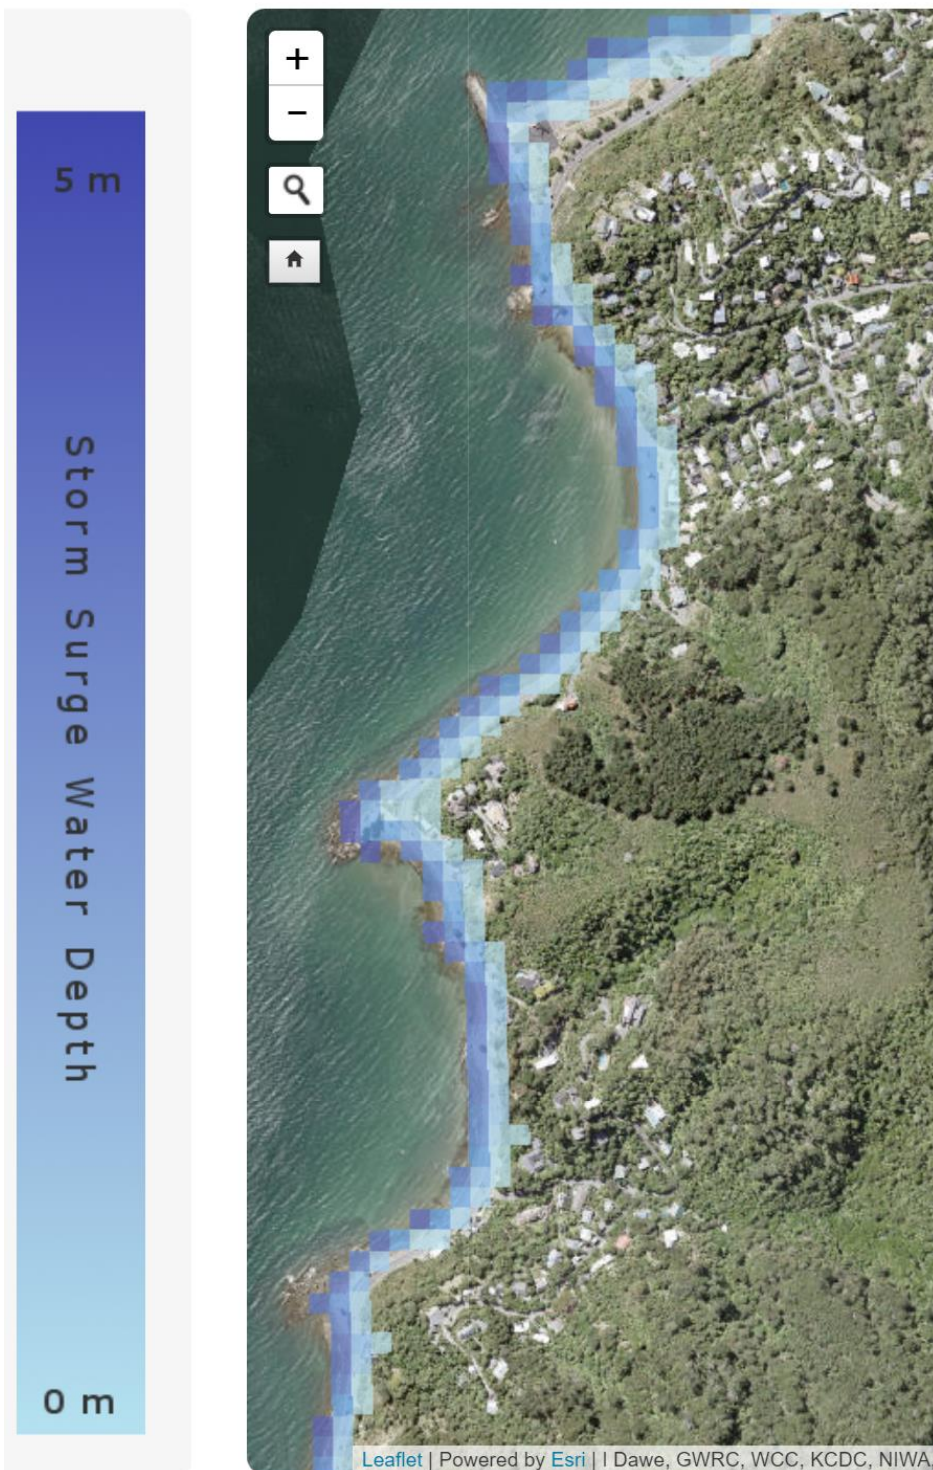 5 m
Storm Surge Water Depth
0 m
+
−
Leaflet | Powered by Esri | I Dawe, GWRC, WCC, KCDC, NIWA,